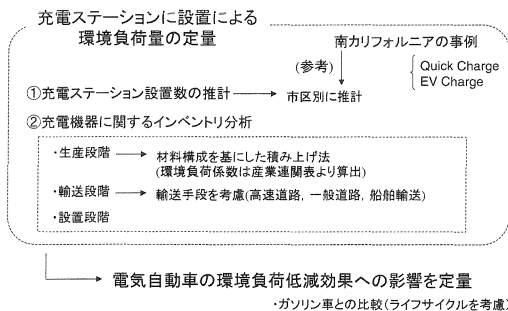 充電ステーションに設置による
環境負荷量の定量
南カリフォルニアの事例
(参考)
Quick Charge
EV Charge
①充電ステーション設置数の推計
市区別に推計
②充電機器に関するインベントリ分析
・生産段階
材料構成を基にした積み上げ法
(環境負荷係数は産業連関表より算出)
・輸送段階
輸送手段を考慮(高速道路, 一般道路, 船舶輸送)
・設置段階
電気自動車の環境負荷低減効果への影響を定量
・ガソリン車との比較(ライフサイクルを考慮)